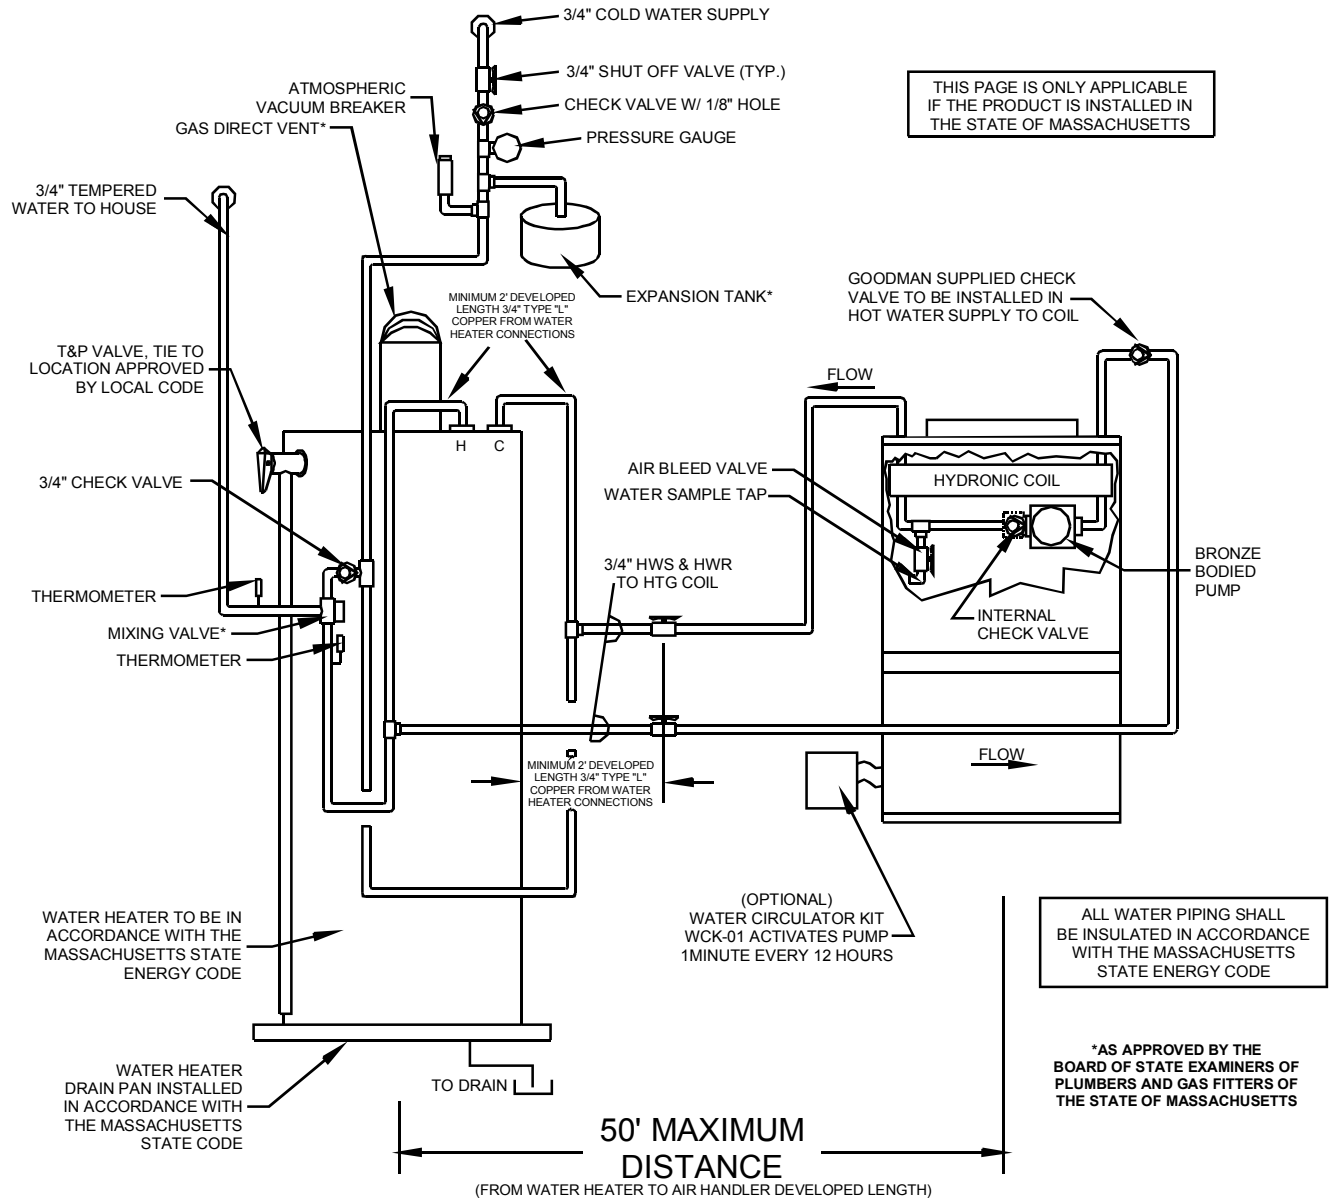 3/4" COLD WATER SUPPLY
3/4" SHUT OFF VALVE (TYP.)
ATMOSPHERIC
VACUUM BREAKER
CHECK VALVE W/ 1/8" HOLE
GAS DIRECT VENT*
PRESSURE GAUGE
THIS PAGE IS ONLY APPLICABLE
IF THE PRODUCT IS INSTALLED IN
THE STATE OF MASSACHUSETTS
3/4" TEMPERED
WATER TO HOUSE
EXPANSION TANK*
MINIMUM 2' DEVELOPED
LENGTH 3/4" TYPE "L"
COPPER FROM WATER
HEATER CONNECTIONS
GOODMAN SUPPLIED CHECK
VALVE TO BE INSTALLED IN
HOT WATER SUPPLY TO COIL
T&P VALVE, TIE TO
LOCATION APPROVED
BY LOCAL CODE
FLOW
H
C
3/4" CHECK VALVE
AIR BLEED VALVE
WATER SAMPLE TAP
HYDRONIC COIL
3/4" HWS & HWR
TO HTG COIL
BRONZE
BODIED
PUMP
THERMOMETER
MIXING VALVE*
THERMOMETER
INTERNAL
CHECK VALVE
FLOW
MINIMUM 2' DEVELOPED
LENGTH 3/4" TYPE "L"
COPPER FROM WATER
HEATER CONNECTIONS
WATER HEATER TO BE IN
ACCORDANCE WITH THE
MASSACHUSETTS STATE
ENERGY CODE
(OPTIONAL)
WATER CIRCULATOR KIT
WCK-01 ACTIVATES PUMP
1MINUTE EVERY 12 HOURS
ALL WATER PIPING SHALL
BE INSULATED IN ACCORDANCE
WITH THE MASSACHUSETTS
STATE ENERGY CODE
*AS APPROVED BY THE
BOARD OF STATE EXAMINERS OF
PLUMBERS AND GAS FITTERS OF
THE STATE OF MASSACHUSETTS
WATER HEATER
DRAIN PAN INSTALLED
IN ACCORDANCE WITH
THE MASSACHUSETTS
STATE CODE
TO DRAIN
50' MAXIMUM
DISTANCE
(FROM WATER HEATER TO AIR HANDLER DEVELOPED LENGTH)